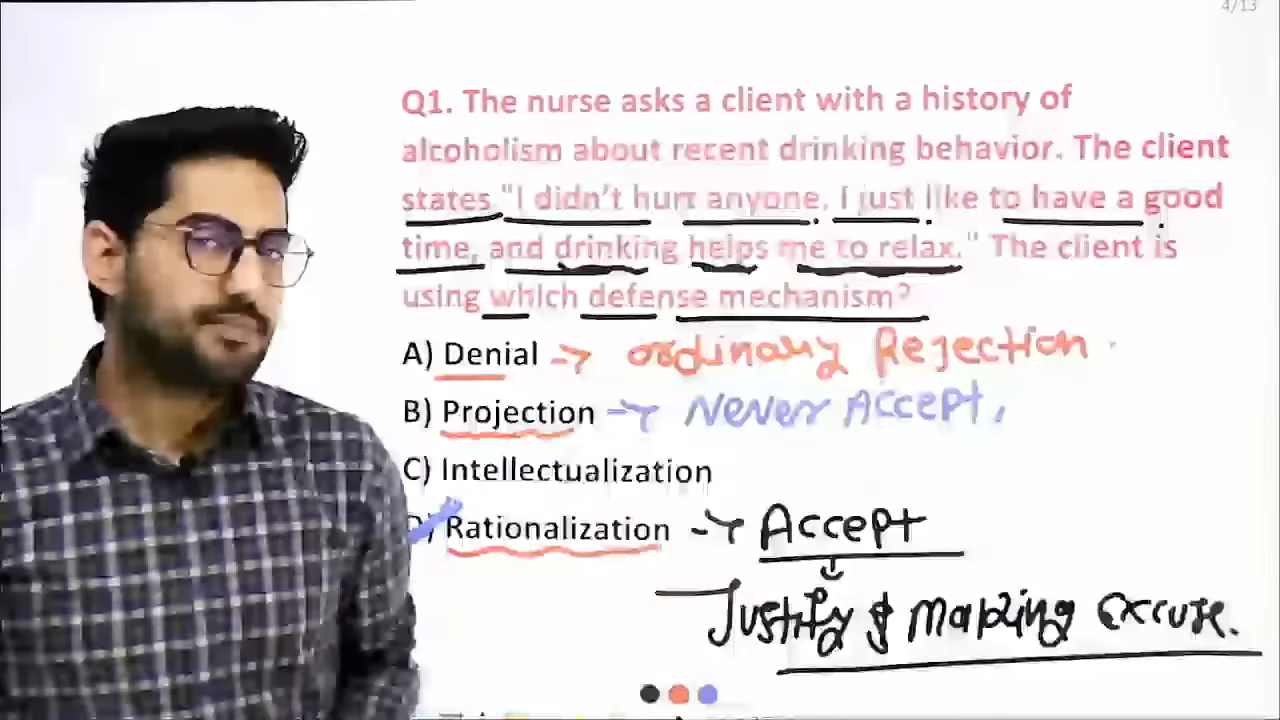 4/13
Q1. The nurse asks a client with a history of
alcoholism about recent drinking behavior. The client
states "I didn't hurt anyone. I just like to have a good
time, and drinking helps me to relax." The client is
using which defense mechanism?
A) Denial → ordinary Rejection.
B) Projection → Never Accept,
C) Intellectualization
D) Rationalization → Accept
↓
Justify & Making excuse.